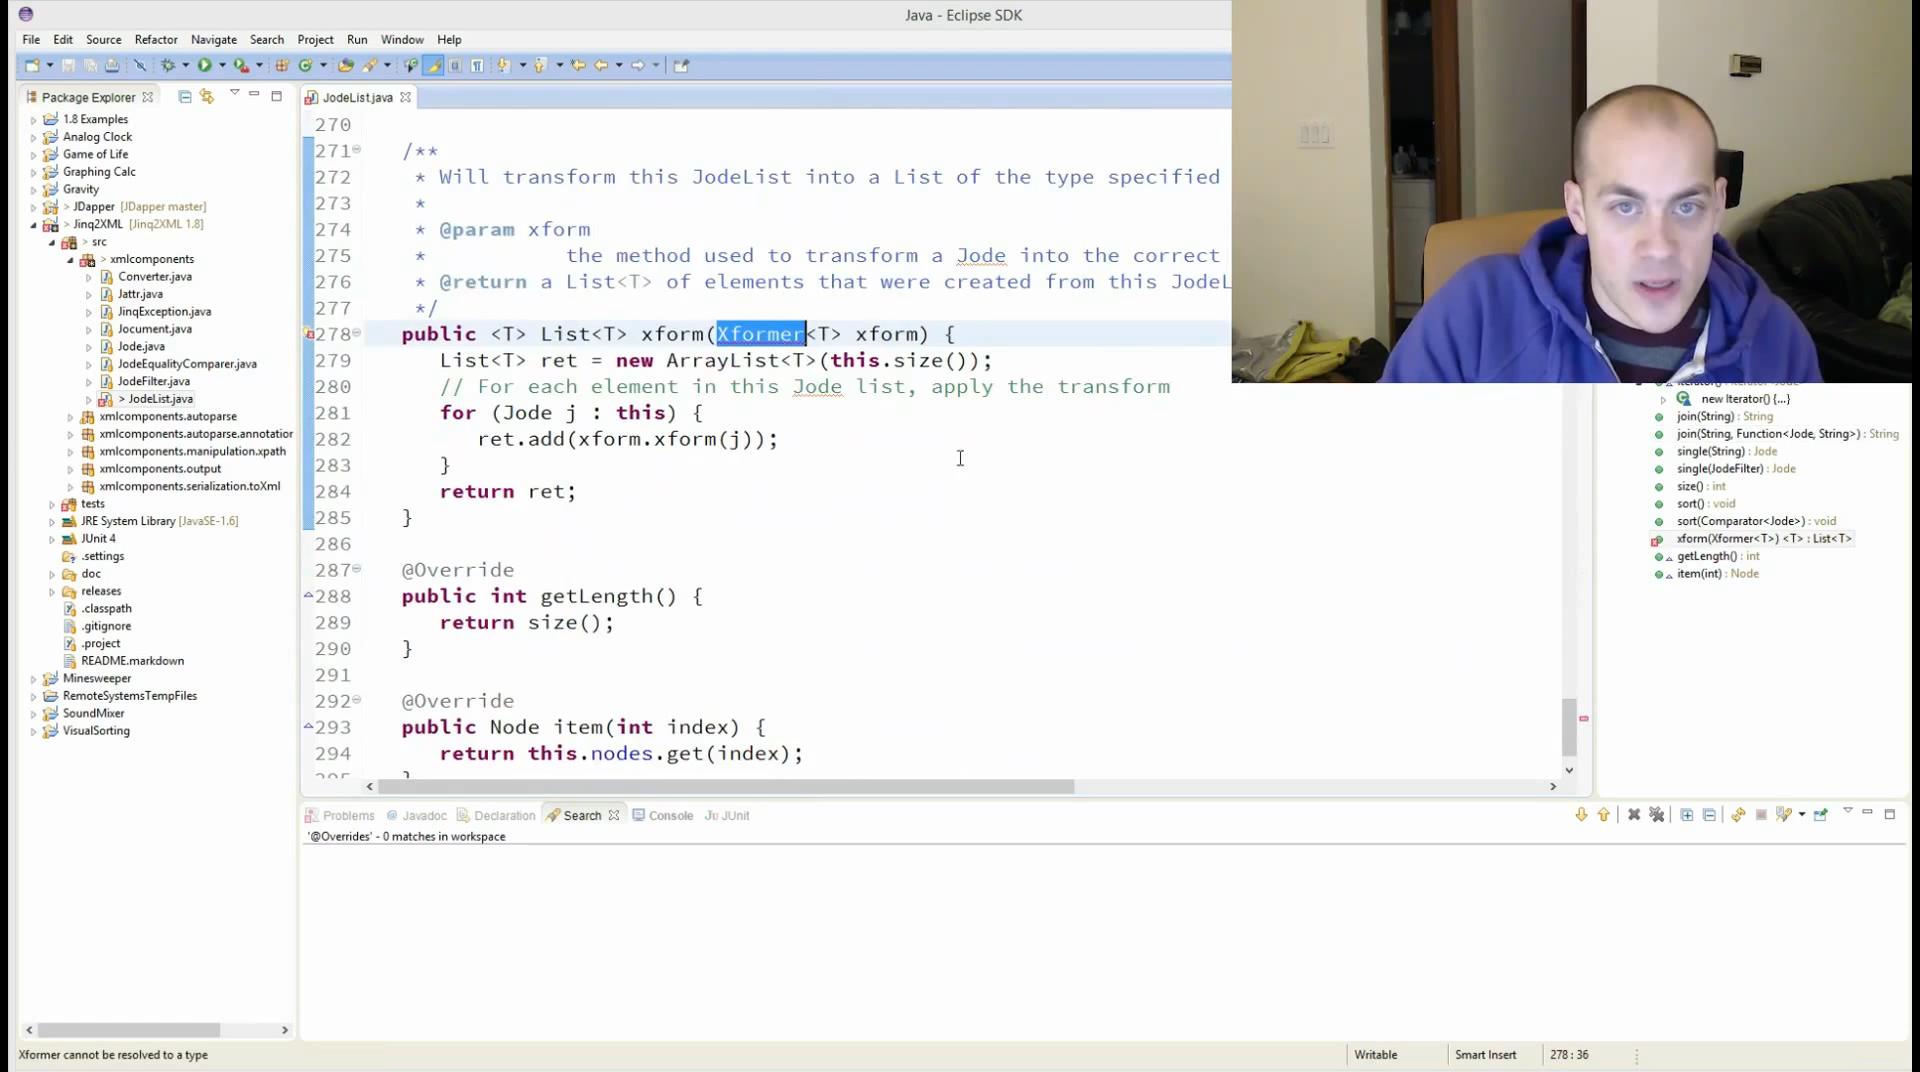 Java - Eclipse SDK
File Edit Source Refactor Navigate Search Project Run Window Help
Package Explorer
1.8 Examples
Analog Clock
Game of Life
Graphing Calc
Gravity
> JDapper [JDapper master]
> Jinq2XML [Jinq2XML 1.8]
> src
> xmlcomponents
Converter.java
Jattr.java
JinqException.java
Jocument.java
Jode.java
JodeEqualityComparer.java
JodeFilter.java
> JodeList.java
xmlcomponents.autoparse
xmlcomponents.autoparse.annotation
xmlcomponents.manipulation.xpath
xmlcomponents.output
xmlcomponents.serialization.toXml
tests
JRE System Library [JavaSE-1.6]
JUnit 4
.settings
doc
releases
.classpath
.gitignore
.project
README.markdown
Minesweeper
RemoteSystemsTempFiles
SoundMixer
VisualSorting
JodeList.java
270
271 /**
272 * Will transform this JodeList into a List of the type specified
273 *
274 * @param xform
275 * the method used to transform a Jode into the correct
276 * @return a List<T> of elements that were created from this JodeL
277 */
278 public <T> List<T> xform(Xformer<T> xform) {
279 List<T> ret = new ArrayList<T>(this.size());
280 // For each element in this Jode list, apply the transform
281 for (Jode j : this) {
282 ret.add(xform.xform(j));
283 }
284 return ret;
285 }
286
287 @Override
288 public int getLength() {
289 return size();
290 }
291
292 @Override
293 public Node item(int index) {
294 return this.nodes.get(index);
295 }
new Iterator() {...}
join(String) : String
join(String, Function<Jode, String>) : String
single(String) : Jode
single(JodeFilter) : Jode
size() : int
sort() : void
sort(Comparator<Jode>) : void
xform(Xformer<T>) <T> : List<T>
getLength() : int
item(int) : Node
Problems @ Javadoc Declaration Search Console JUnit
'@Overrides' - 0 matches in workspace
Xformer cannot be resolved to a type
Writable Smart Insert 278 : 36